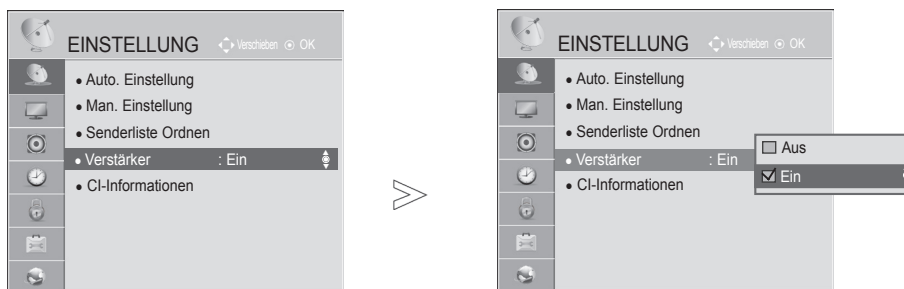 EINSTELLUNG Verschieben OK
• Auto. Einstellung
• Man. Einstellung
• Senderliste Ordnen
• Verstärker : Ein
• CI-Informationen
EINSTELLUNG Verschieben OK
• Auto. Einstellung
• Man. Einstellung
• Senderliste Ordnen
• Verstärker : Ein
• CI-Informationen
Aus
Ein